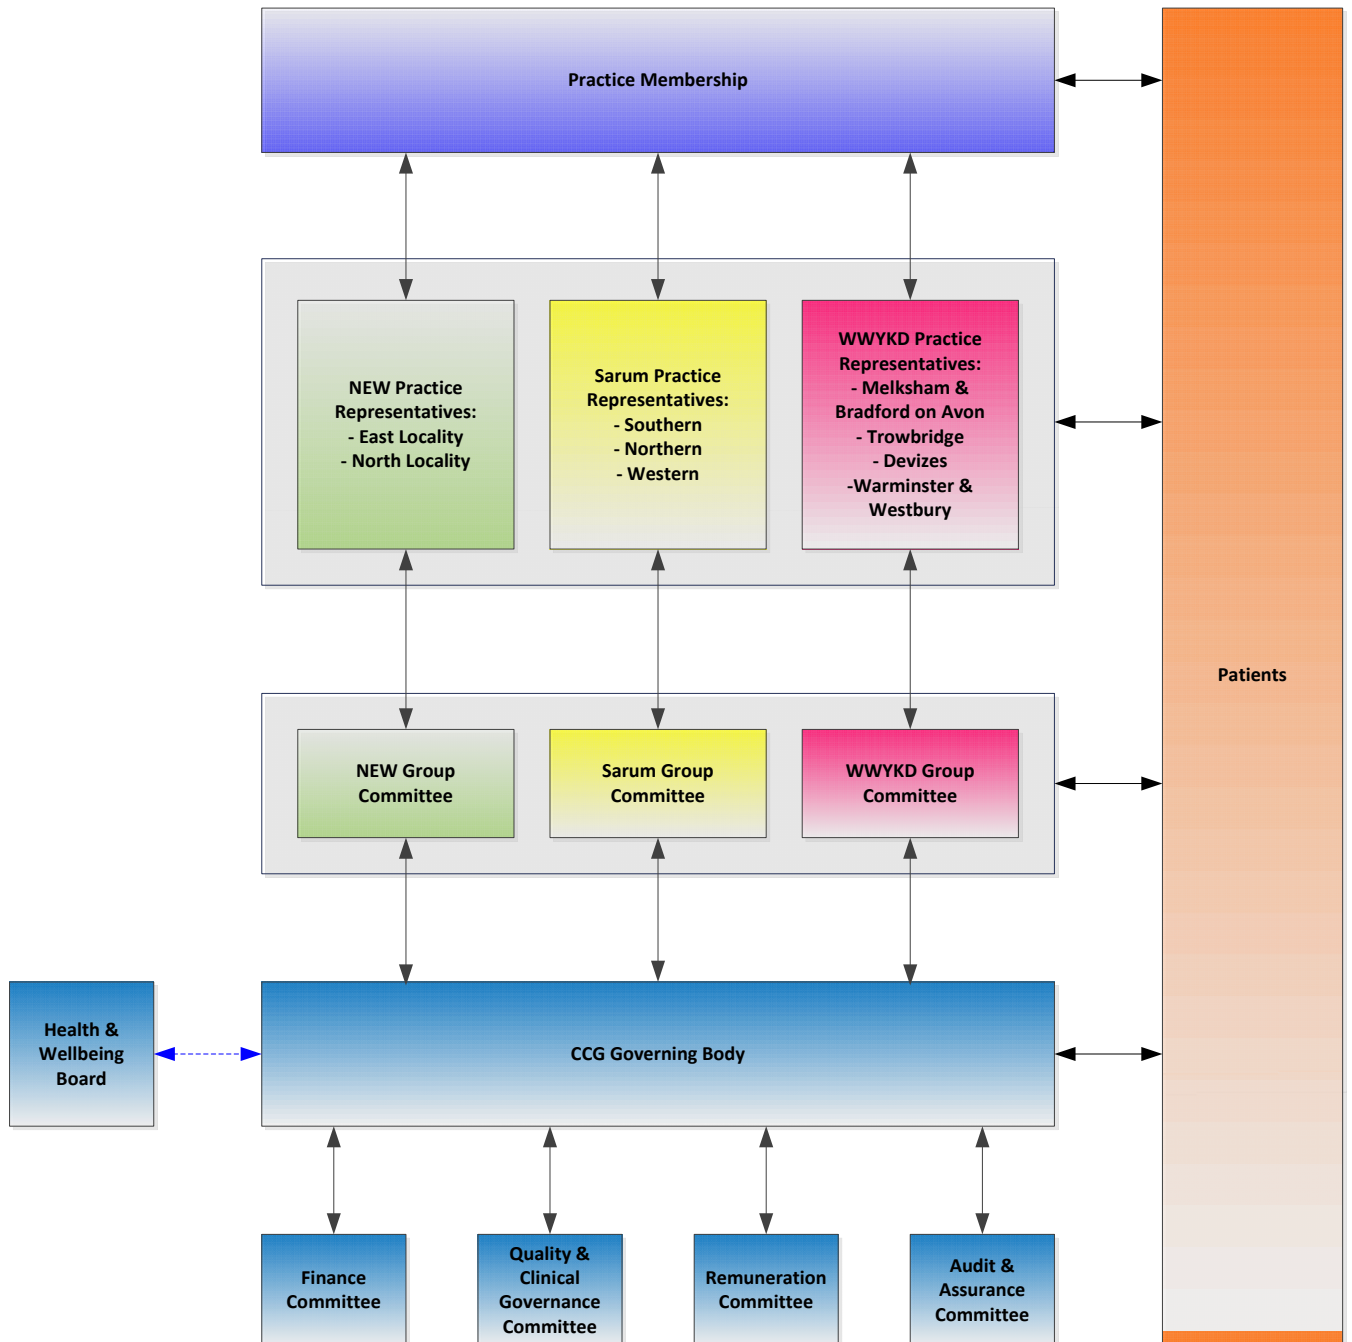 Practice Membership
NEW Practice
Representatives:
- East Locality
- North Locality
Sarum Practice
Representatives:
- Southern
- Northern
- Western
WWYKD Practice
Representatives:
- Melksham &
Bradford on Avon
- Trowbridge
- Devizes
-Warminster &
Westbury
Patients
NEW Group
Committee
Sarum Group
Committee
WWYKD Group
Committee
Health &
Wellbeing
Board
CCG Governing Body
Finance
Committee
Quality &
Clinical
Governance
Committee
Remuneration
Committee
Audit &
Assurance
Committee